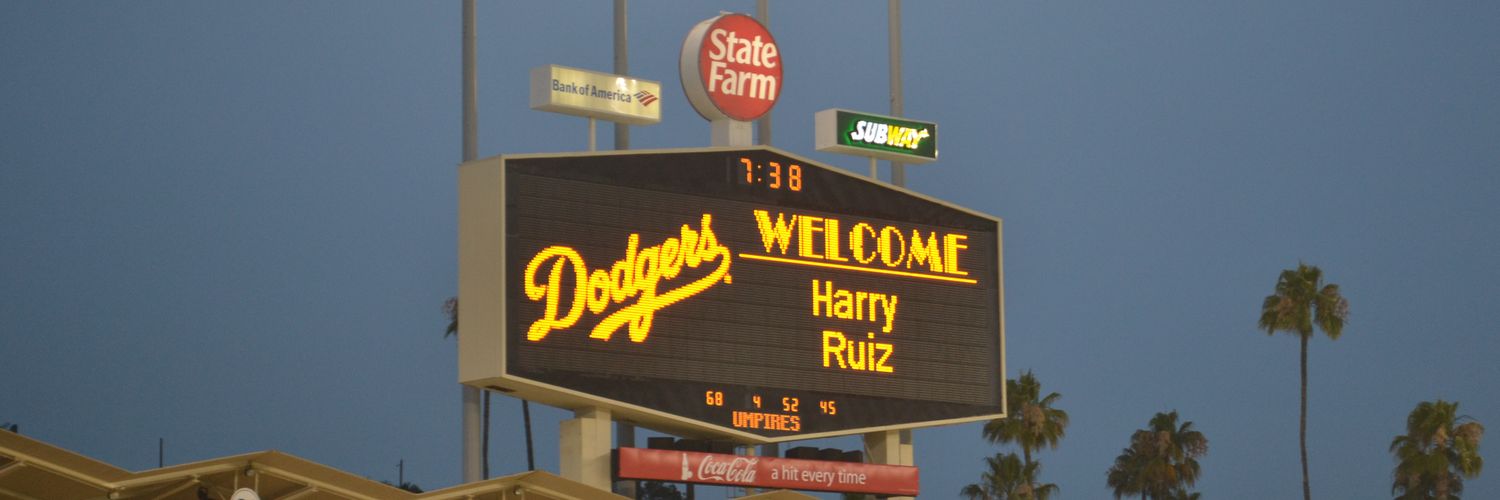 State
Farm
Bank of America
SUBWAY
7:38
Dodgers
WELCOME
Harry
Ruiz
68 4 52 45
UMPIRES
Coca-Cola a hit every time